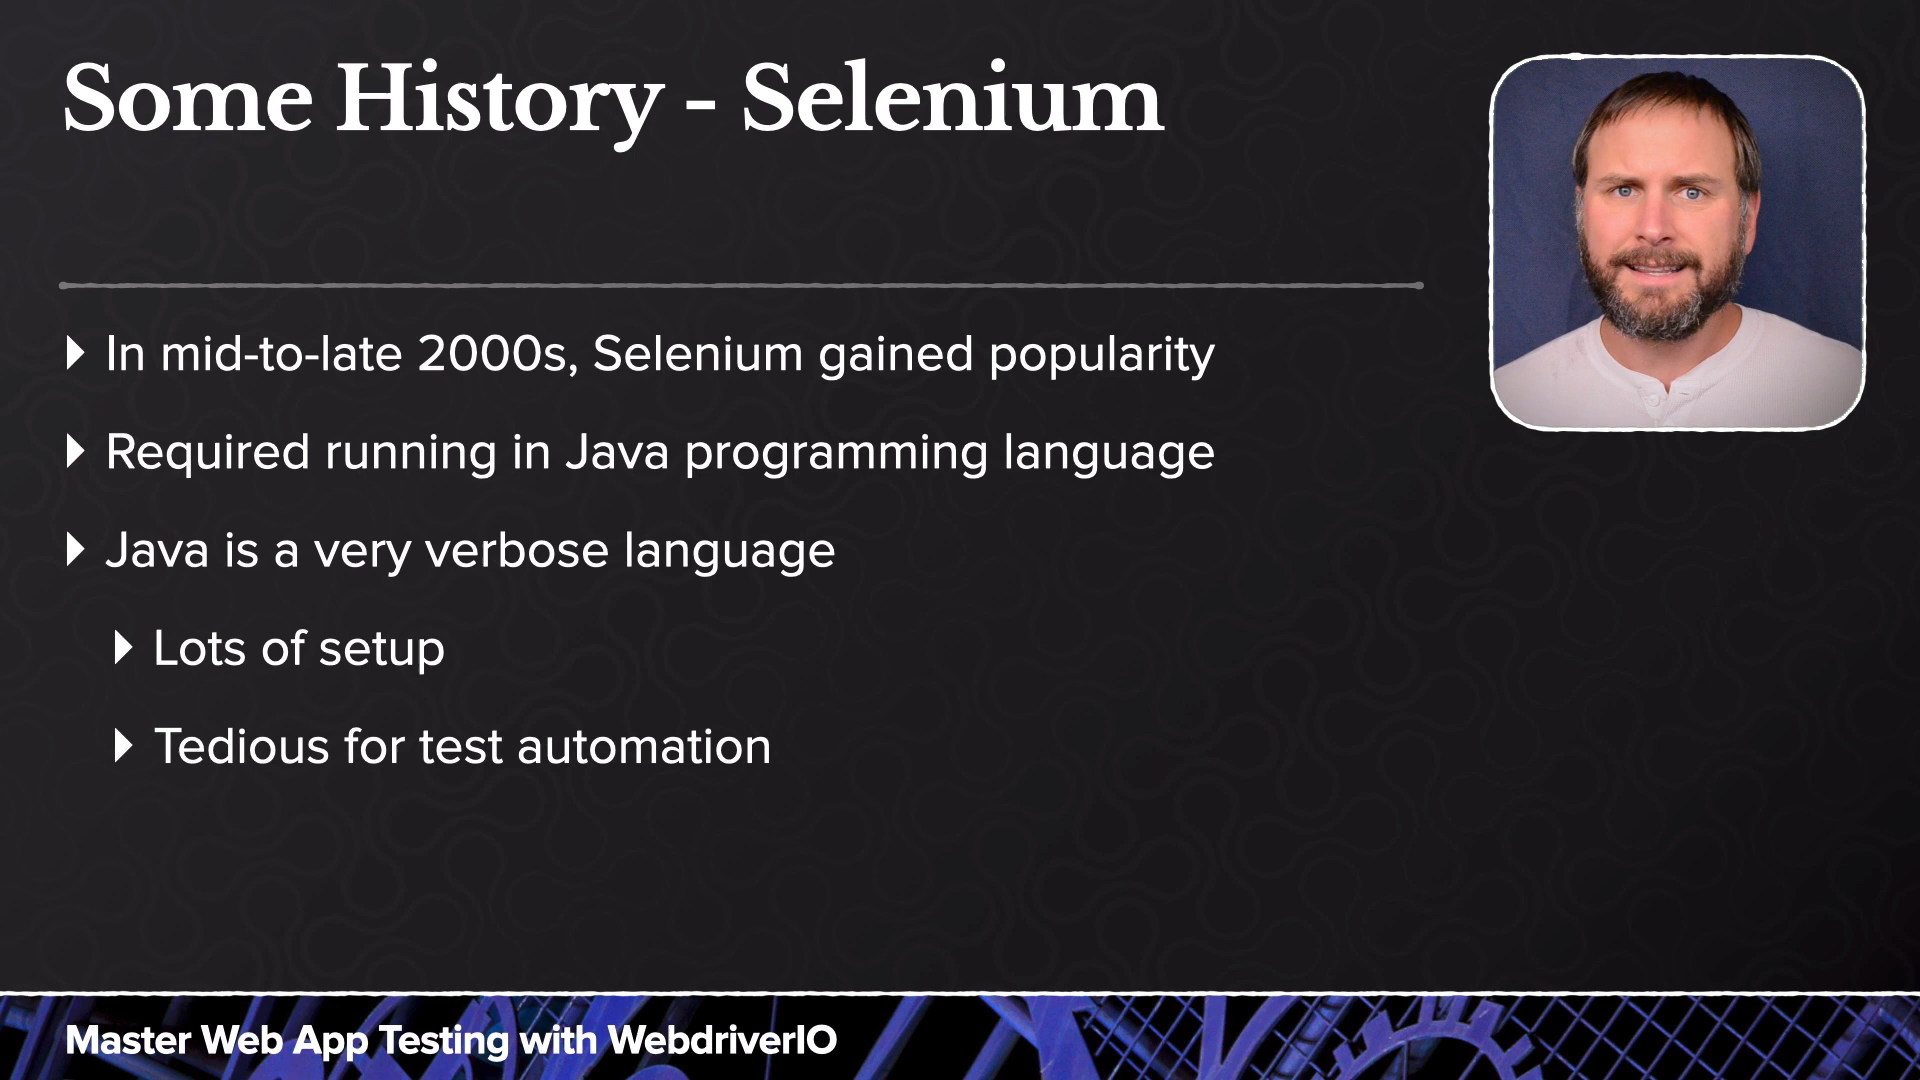 Some History - Selenium
In mid-to-late 2000s, Selenium gained popularity
Required running in Java programming language
Java is a very verbose language
Lots of setup
Tedious for test automation
Master Web App Testing with WebdriverIO